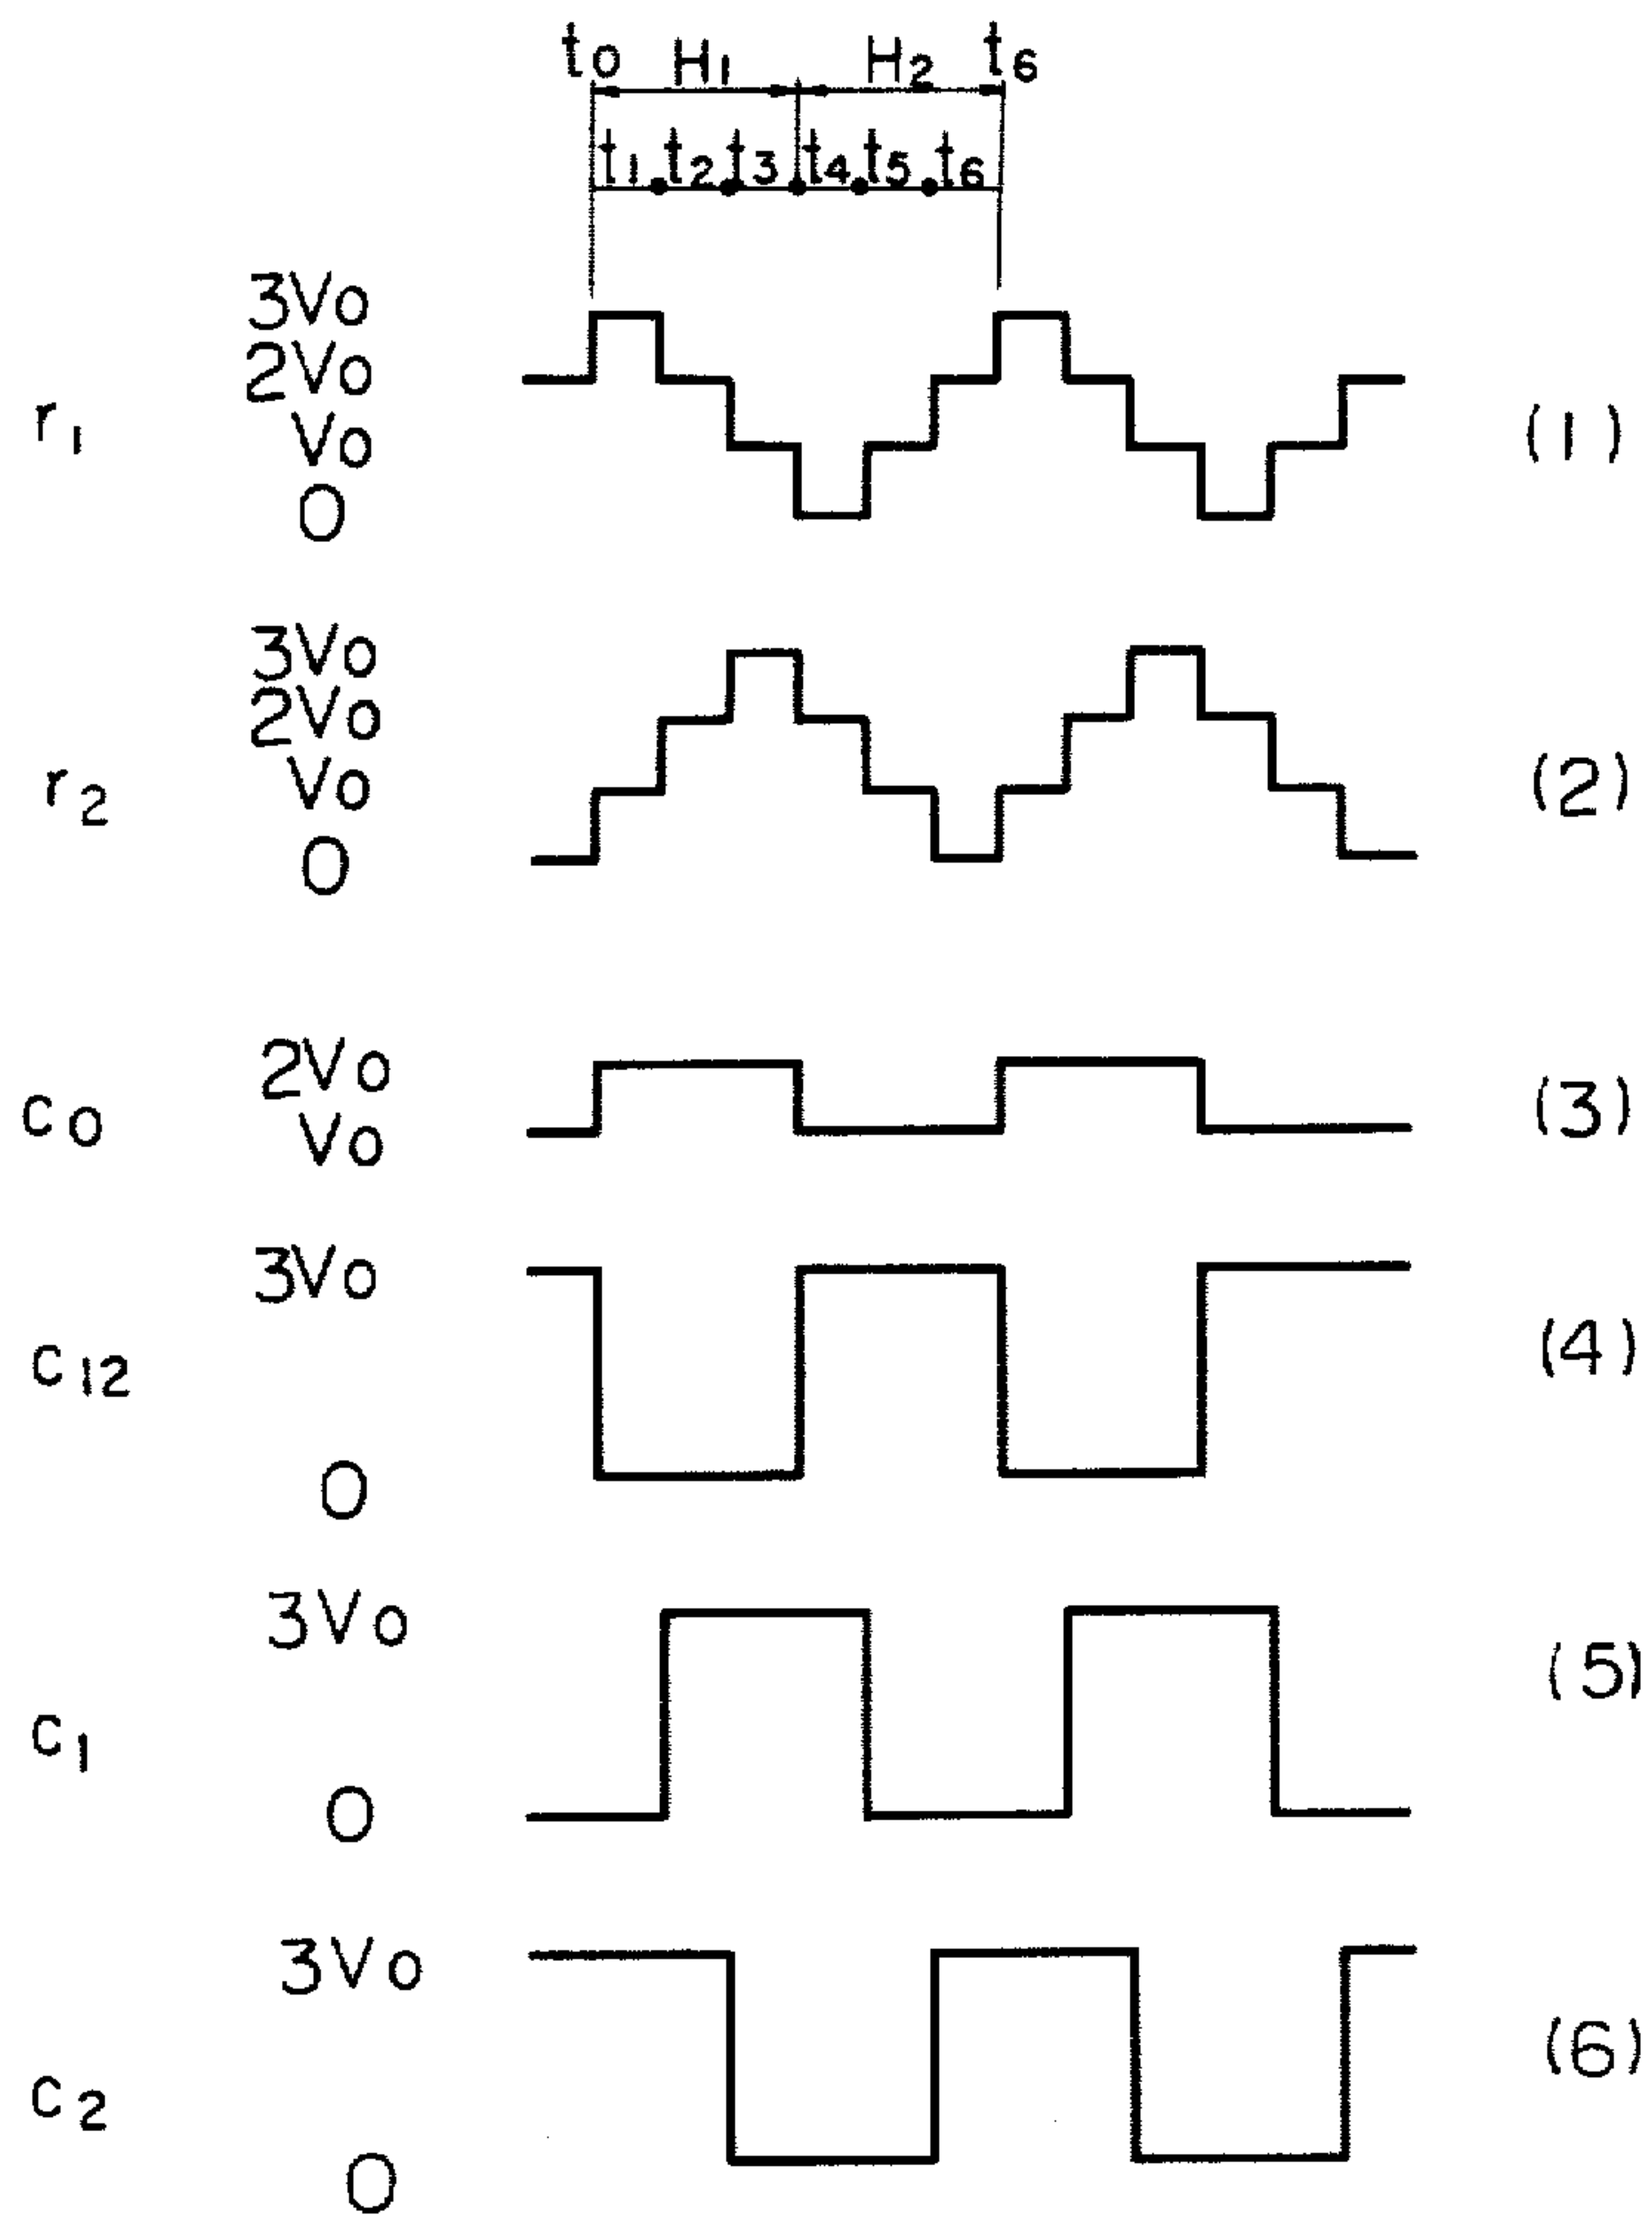 t0 H1 H2 t6
t1 t2 t3 t4 t5 t6
3Vo
2Vo
r1 Vo (1)
0
3Vo
2Vo
r2 Vo (2)
0
2Vo
c0 Vo (3)
3Vo
c12 (4)
0
3Vo
(5)
c1
0
3Vo
(6)
c2
0